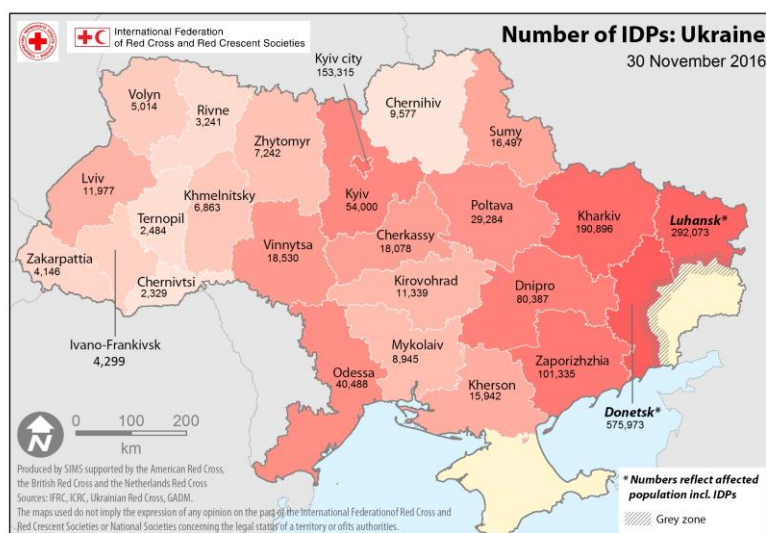 International Federation
of Red Cross and Red Crescent Societies
Number of IDPs: Ukraine
30 November 2016
Kyiv city
153,315
Volyn
5,014
Rivne
3,241
Zhytomyr
7,242
Chernihiv
9,577
Sumy
16,497
Lviv
11,977
Khmelnitsky
6,863
Kyiv
54,000
Poltava
29,284
Kharkiv
190,896
Luhansk*
292,073
Ternopil
2,484
Cherkassy
18,078
Vinnytsa
18,530
Zakarpattia
4,146
Chernivtsi
2,329
Kirovohrad
11,339
Dnipro
80,387
Ivano-Frankivsk
4,299
Mykolaiv
8,945
Zaporizhzhia
101,335
Odessa
40,488
Kherson
15,942
Donetsk*
575,973
N
0 100 200
km
Produced by SIMS supported by the American Red Cross,
the British Red Cross and the Netherlands Red Cross
Sources: IFRC, ICRC, Ukrainian Red Cross, GADM.
The maps used do not imply the expression of any opinion on the part of the International Federationof Red Cross and
Red Crescent Societies or National Societies concerning the legal status of a territory or ofits authorities.
* Numbers reflect affected
population incl. IDPs
Grey zone